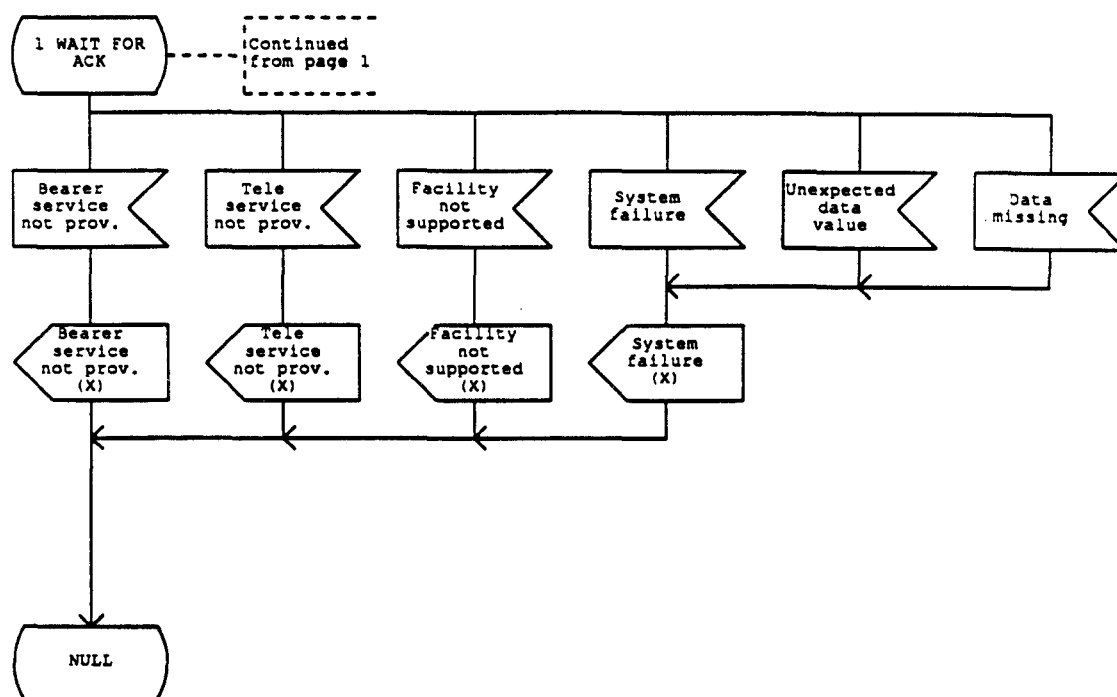 1 WAIT FOR
ACK
Continued
from page 1
Bearer
service
not prov.
Tele
service
not prov.
Facility
not
supported
System
failure
Unexpected
data
value
Data
missing
Bearer
service
not prov.
(X)
Tele
service
not prov.
(X)
Facility
not
supported
(X)
System
failure
(X)
NULL